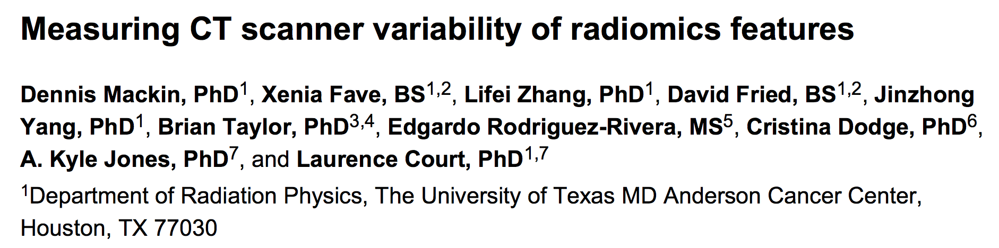 Measuring CT scanner variability of radiomics features
Dennis Mackin, PhD1, Xenia Fave, BS1,2, Lifei Zhang, PhD1, David Fried, BS1,2, Jinzhong
Yang, PhD1, Brian Taylor, PhD3,4, Edgardo Rodriguez-Rivera, MS5, Cristina Dodge, PhD6,
A. Kyle Jones, PhD7, and Laurence Court, PhD1,7
1Department of Radiation Physics, The University of Texas MD Anderson Cancer Center,
Houston, TX 77030